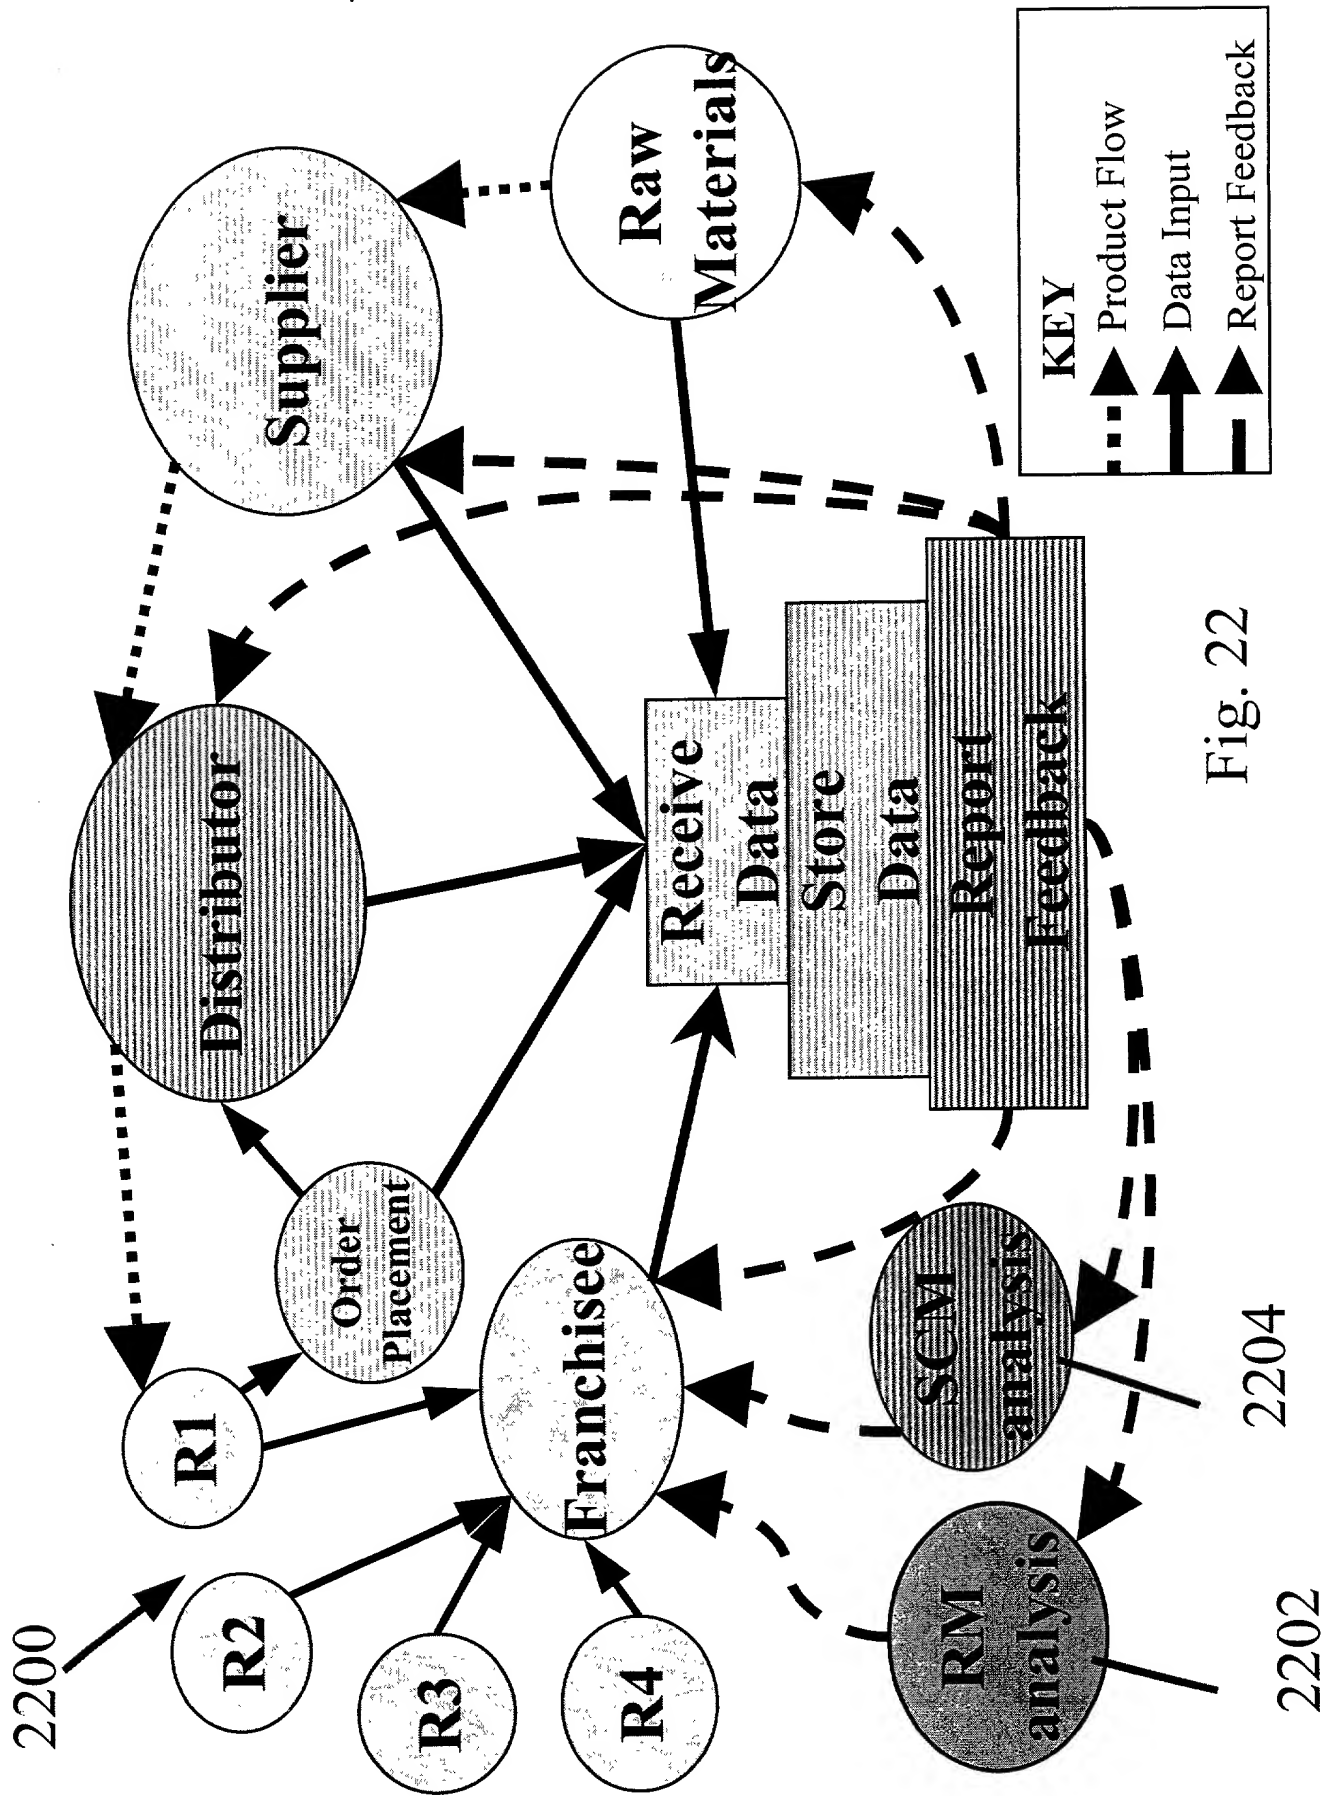 2200
R1
R2
R3
R4
Order
Placement
Distributor
Supplier
Franchisee
Receive
Data
Store
Data
Report
Feedback
Raw
Materials
RM
analysis
SCM
analysis
2202
2204
Fig. 22
KEY
Product Flow
Data Input
Report Feedback